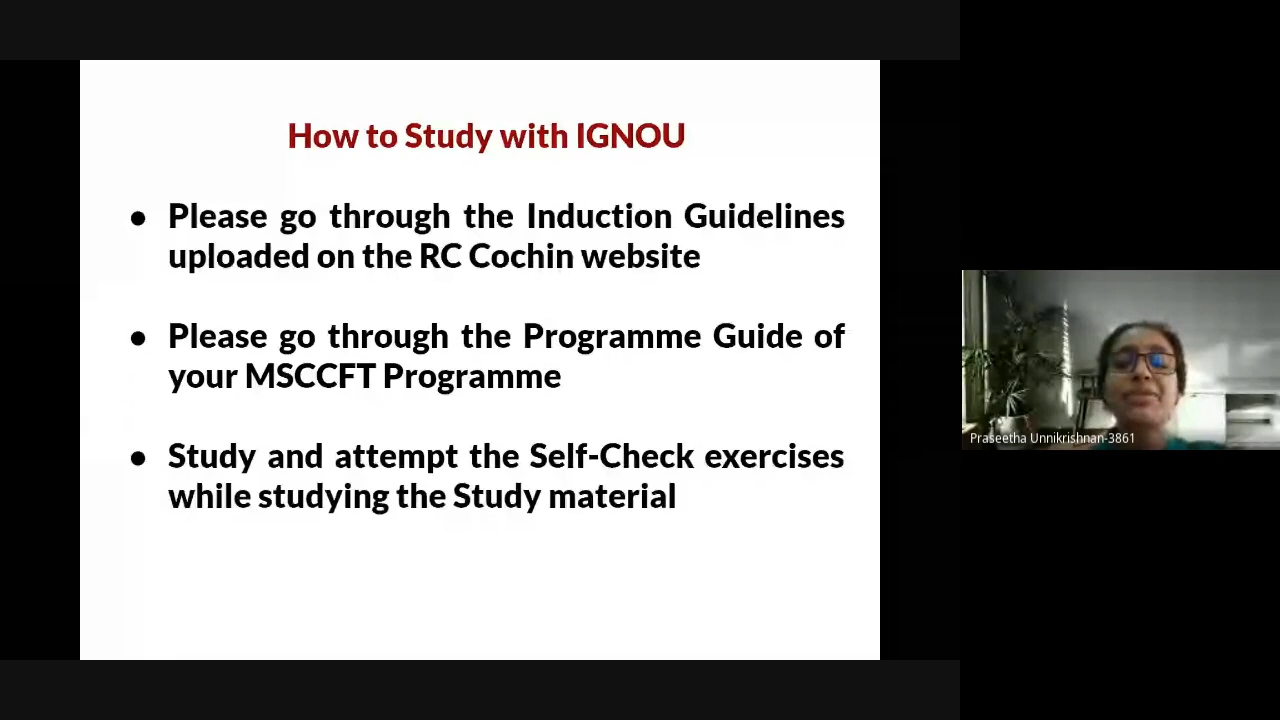 How to Study with IGNOU
● Please go through the Induction Guidelines
uploaded on the RC Cochin website
● Please go through the Programme Guide of
your MSCCFT Programme
● Study and attempt the Self-Check exercises
while studying the Study material
Praseetha Unnikrishnan-3861